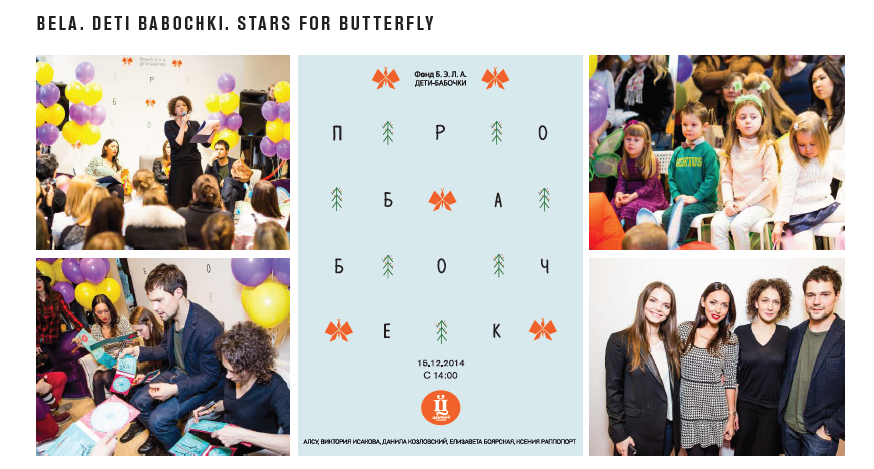 BELA. DETI BABOCHKI. STARS FOR BUTTERFLY
Фонд Б. Э. Л. А.
ДЕТИ-БАБОЧКИ
П Р О
Б А
Б О Ч
Е К
15.12.2014
С 14:00
Ц
АЛСУ, ВИКТОРИЯ ИСАКОВА, ДАНИЛА КОЗЛОВСКИЙ, ЕЛИЗАВЕТА БОЯРСКАЯ, КСЕНИЯ РАППОПОРТ